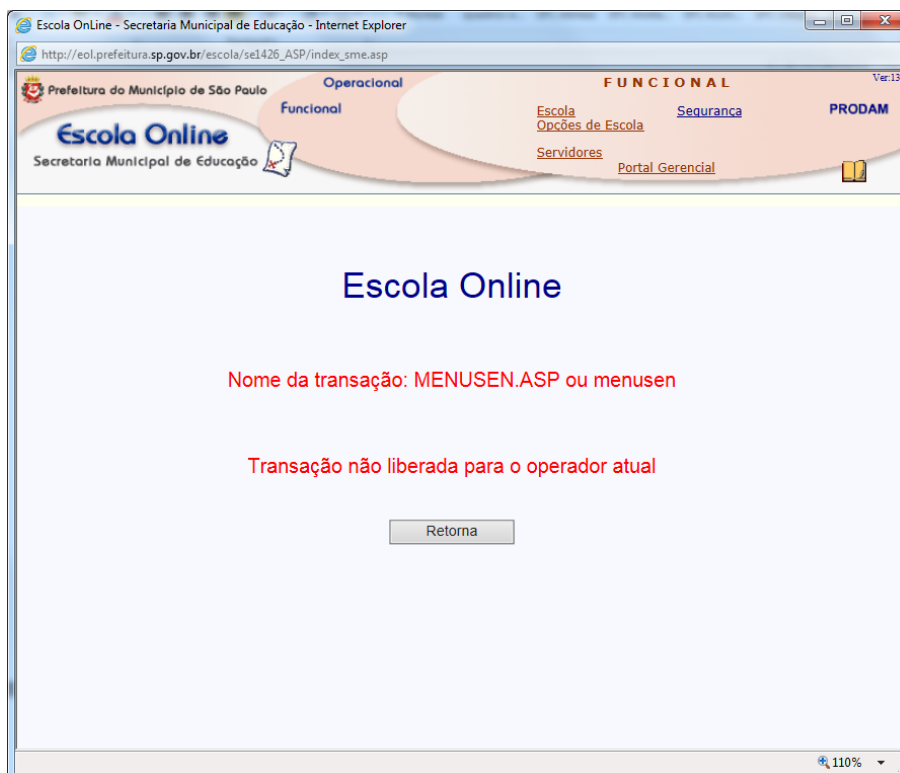 Escola OnLine - Secretaria Municipal de Educação - Internet Explorer
http://eol.prefeitura.sp.gov.br/escola/se1426_ASP/index_sme.asp
Prefeitura do Município de São Paulo
Operacional
Funcional
Escola Online
Secretaria Municipal de Educação
FUNCIONAL
Ver:13
Escola
Segurança
PRODAM
Opções de Escola
Servidores
Portal Gerencial
Escola Online
Nome da transação: MENUSEN.ASP ou menusen
Transação não liberada para o operador atual
Retorna
110%